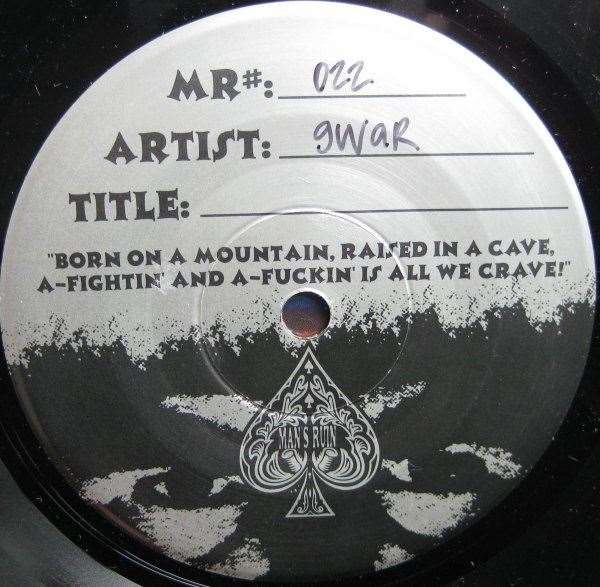 MR#: 022
ARTIST: gwar
TITLE:
"BORN ON A MOUNTAIN, RAISED IN A CAVE,
A-FIGHTIN' AND A-FUCKIN' IS ALL WE CRAVE!"
MAN'S RUIN